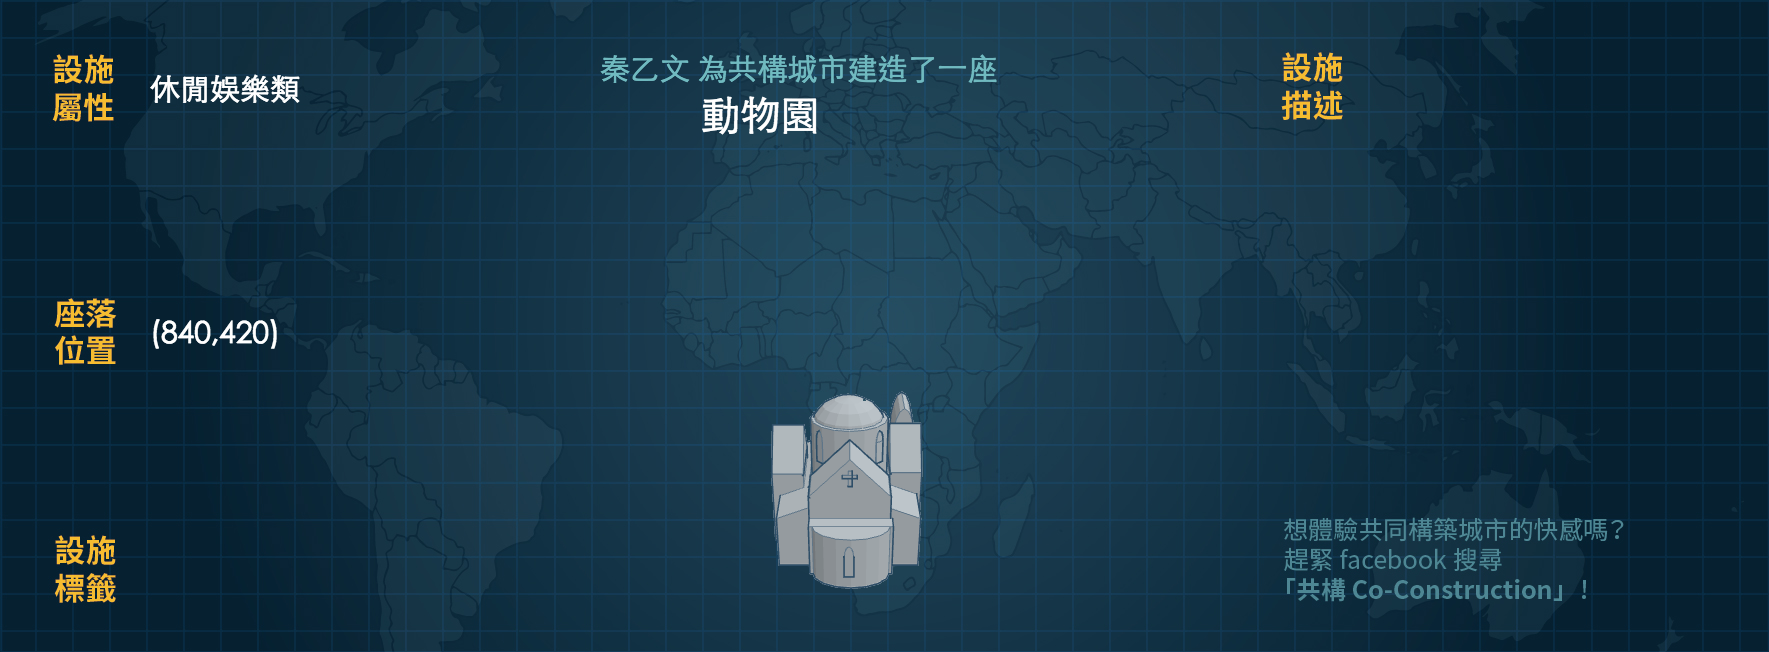 設施
屬性
休閒娛樂類
秦乙文 為共構城市建造了一座
動物園
設施
描述
座落
位置
(840,420)
設施
標籤
想體驗共同構築城市的快感嗎？
趕緊 facebook 搜尋
「共構 Co-Construction」！